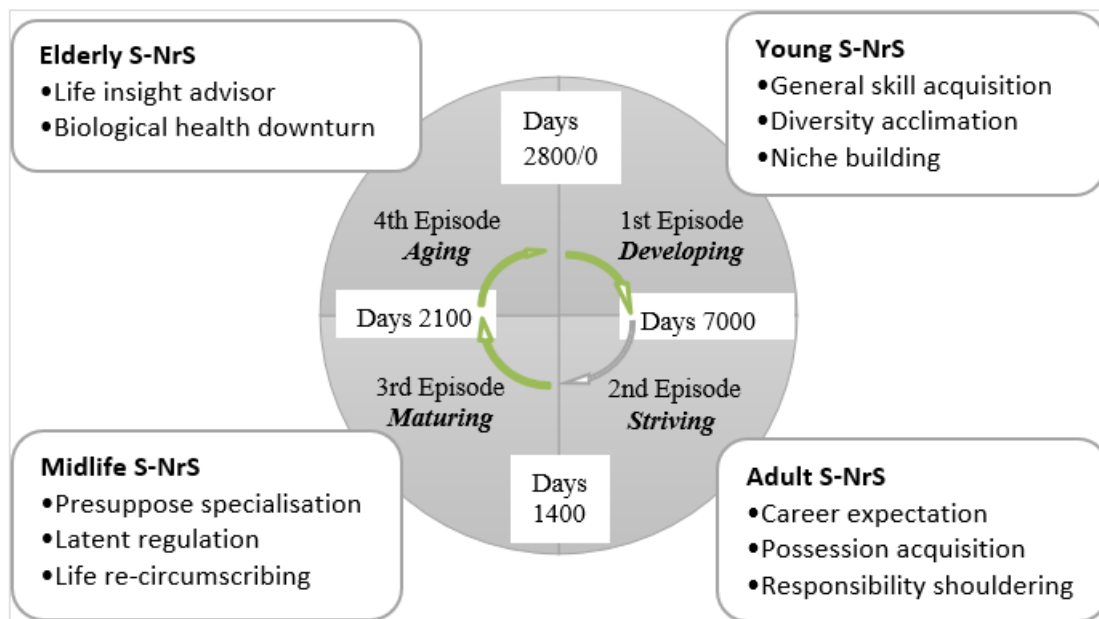 Elderly S-NrS
•Life insight advisor
•Biological health downturn
Young S-NrS
•General skill acquisition
•Diversity acclimation
•Niche building
Days
2800/0
4th Episode
Aging
1st Episode
Developing
Days 2100
Days 7000
3rd Episode
Maturing
2nd Episode
Striving
Days
1400
Midlife S-NrS
•Presuppose specialisation
•Latent regulation
•Life re-circumscribing
Adult S-NrS
•Career expectation
•Possession acquisition
•Responsibility shouldering